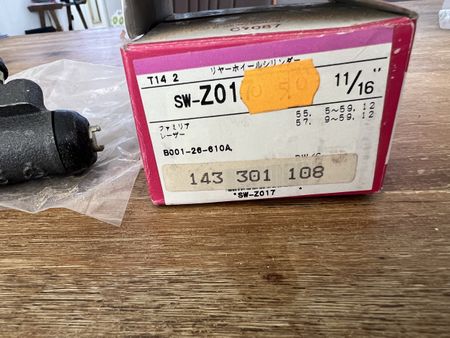 T14 2
リヤーホイールシリンダー
SW-Z01
11/16"
ファミリア
レーザー
55. 5～59.12
57. 9～59.12
B001-26-610A
143 301 108
*SW-Z017